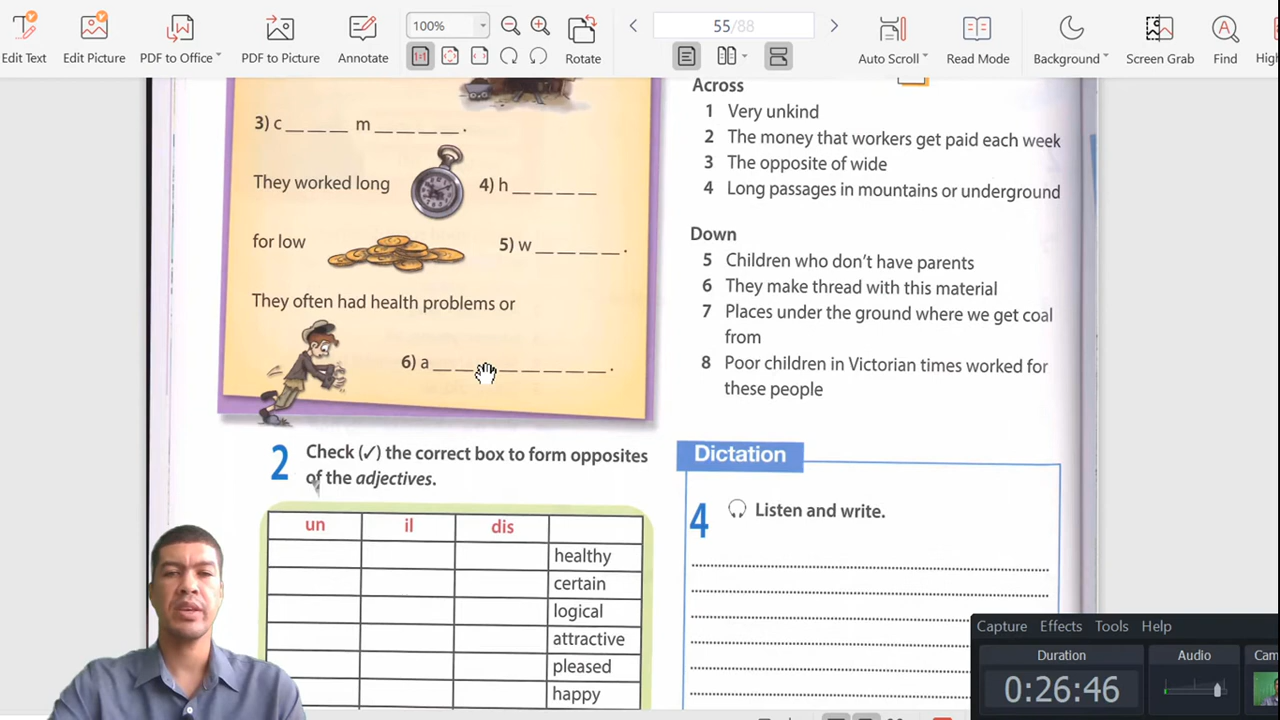 Edit Text
Edit Picture
PDF to Office
PDF to Picture
Annotate
100%
1:1
Rotate
55/88
Auto Scroll
Read Mode
Background
Screen Grab
Find
High
3) c _ _ _ _ m _ _ _ _ _ .
They worked long
4) h _ _ _ _ _
for low
5) w _ _ _ _ _ .
They often had health problems or
6) a _ _ _ _ _ _ _ _ .
2 Check (✓) the correct box to form opposites
of the adjectives.
un il dis
healthy
certain
logical
attractive
pleased
happy
Across
1 Very unkind
2 The money that workers get paid each week
3 The opposite of wide
4 Long passages in mountains or underground
Down
5 Children who don't have parents
6 They make thread with this material
7 Places under the ground where we get coal
from
8 Poor children in Victorian times worked for
these people
Dictation
4 Listen and write.
Capture Effects Tools Help
Duration
0:26:46
Audio
Cam